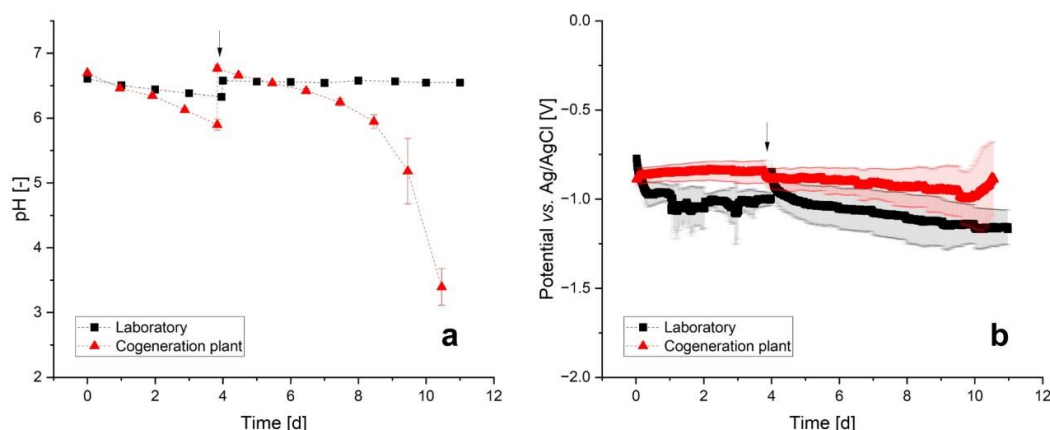 7
6
5
4
3
2
pH [-]
Laboratory
Cogeneration plant
a
0 2 4 6 8 10 12
Time [d]
0.0
−0.5
−1.0
−1.5
−2.0
Potential vs. Ag/AgCl [V]
Laboratory
Cogeneration plant
b
0 2 4 6 8 10 12
Time [d]